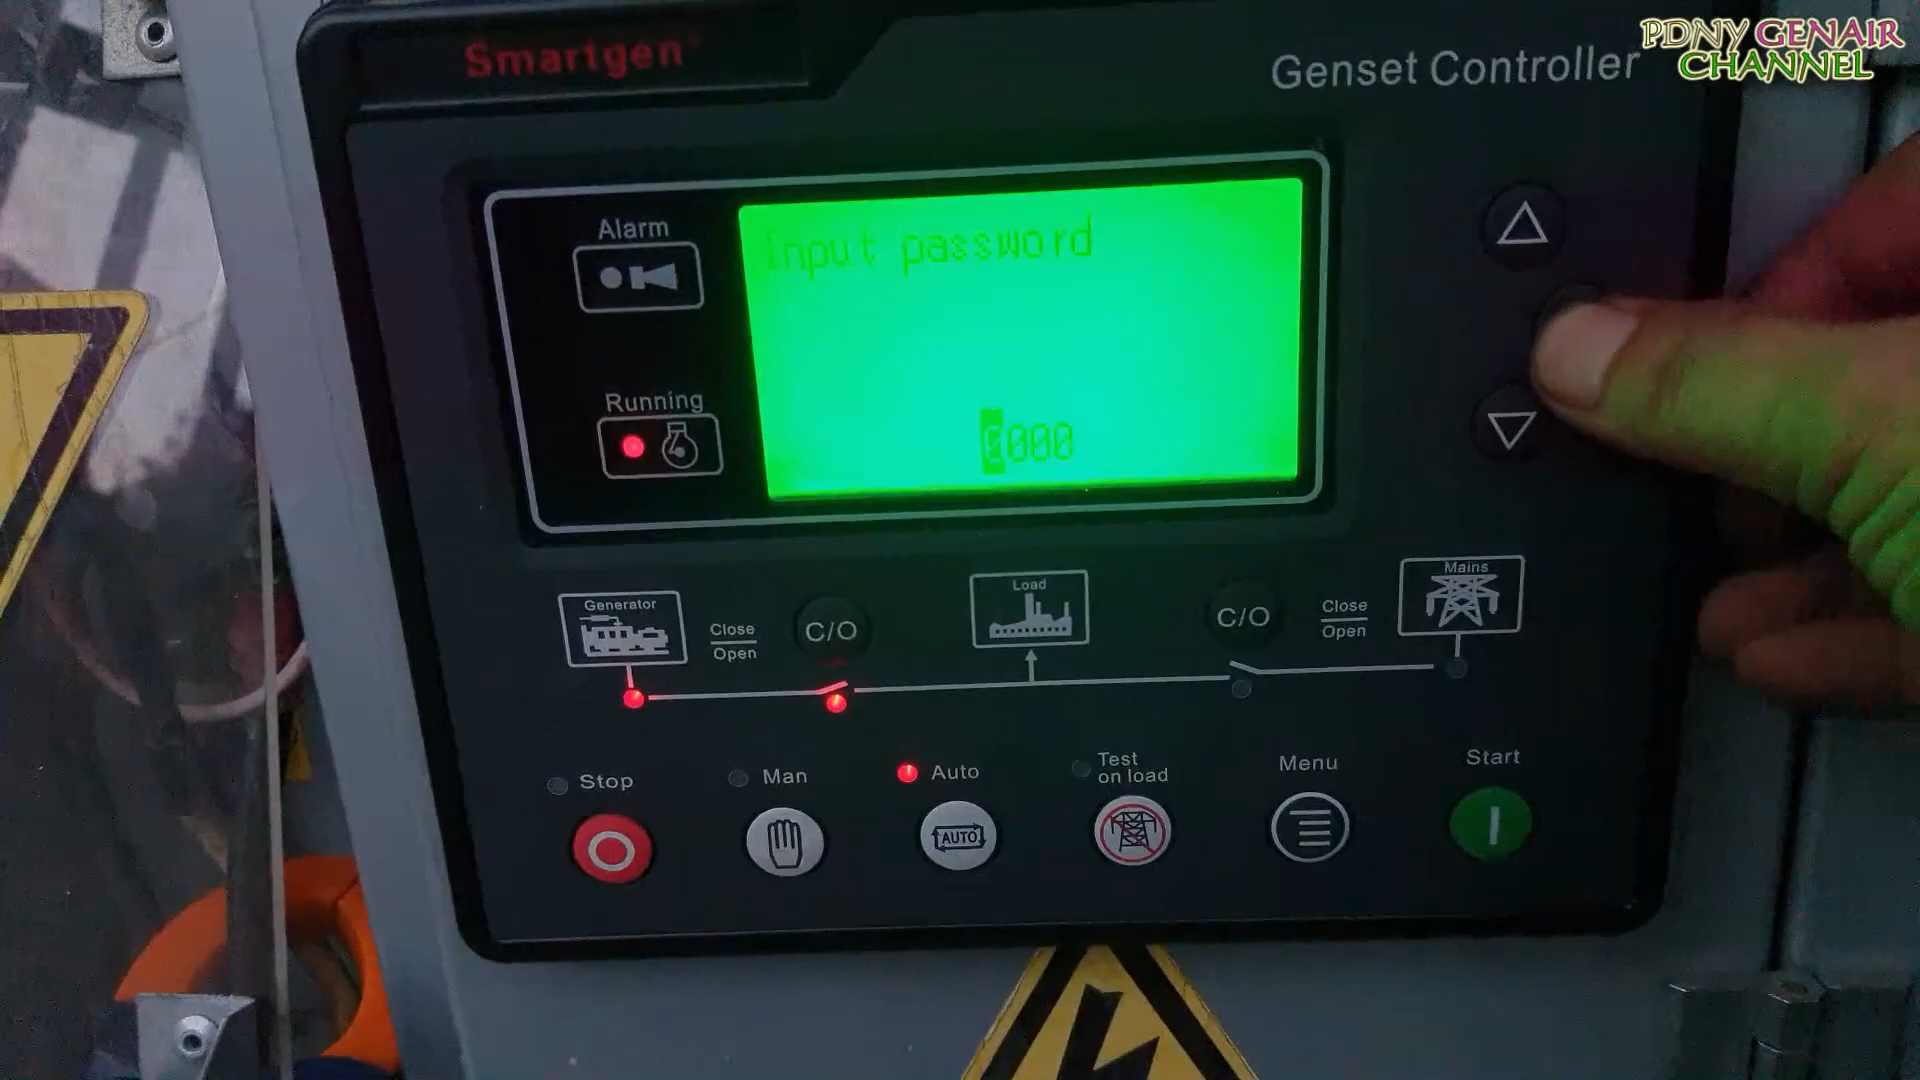 PDNY GENAIR
CHANNEL
Smartgen
Genset Controller
Alarm
Input password
Running
0000
Generator
Close
Open
C/O
Load
C/O
Close
Open
Mains
Stop
Man
Auto
Test
on load
Menu
Start
AUTO